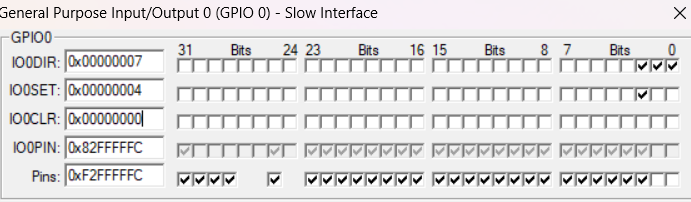 General Purpose Input/Output 0 (GPIO 0) - Slow Interface
GPIO0
31 Bits 24 23 Bits 16 15 Bits 8 7 Bits 0
IO0DIR: 0x00000007
IO0SET: 0x00000004
IO0CLR: 0x00000000
IO0PIN: 0x82FFFFFC
Pins: 0xF2FFFFFC